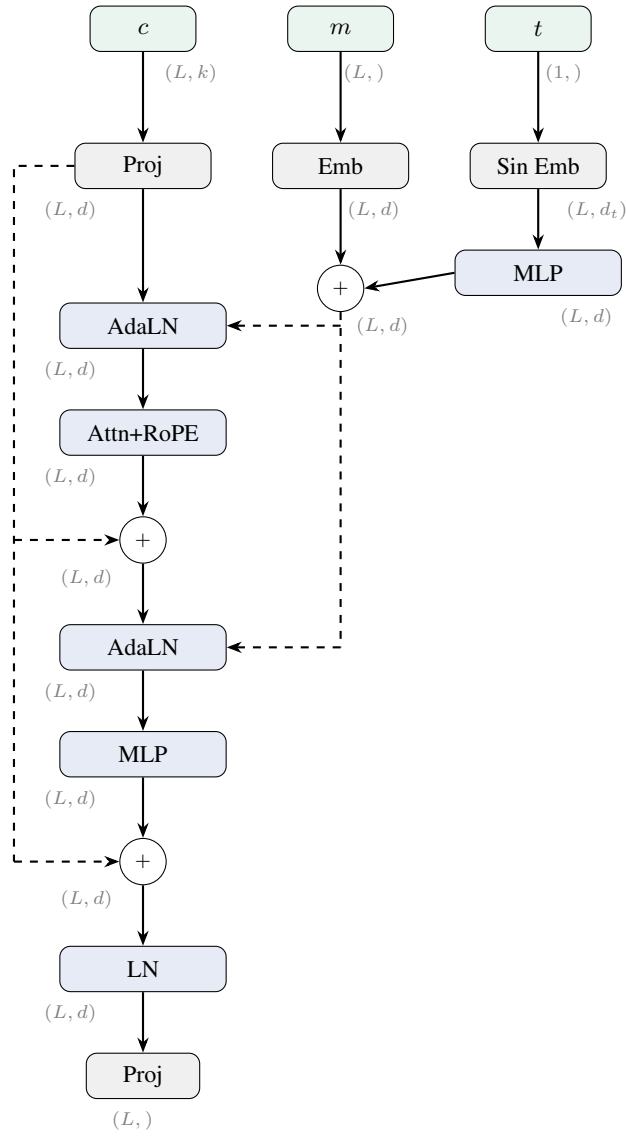 c m t
(L, k) (L, ) (1, )
Proj Emb Sin Emb
(L, d) (L, d) (L, d_t)
+ MLP
(L, d) (L, d)
AdaLN
(L, d)
Attn+RoPE
(L, d)
+
(L, d)
AdaLN
(L, d)
MLP
(L, d)
+
(L, d)
LN
(L, d)
Proj
(L, )